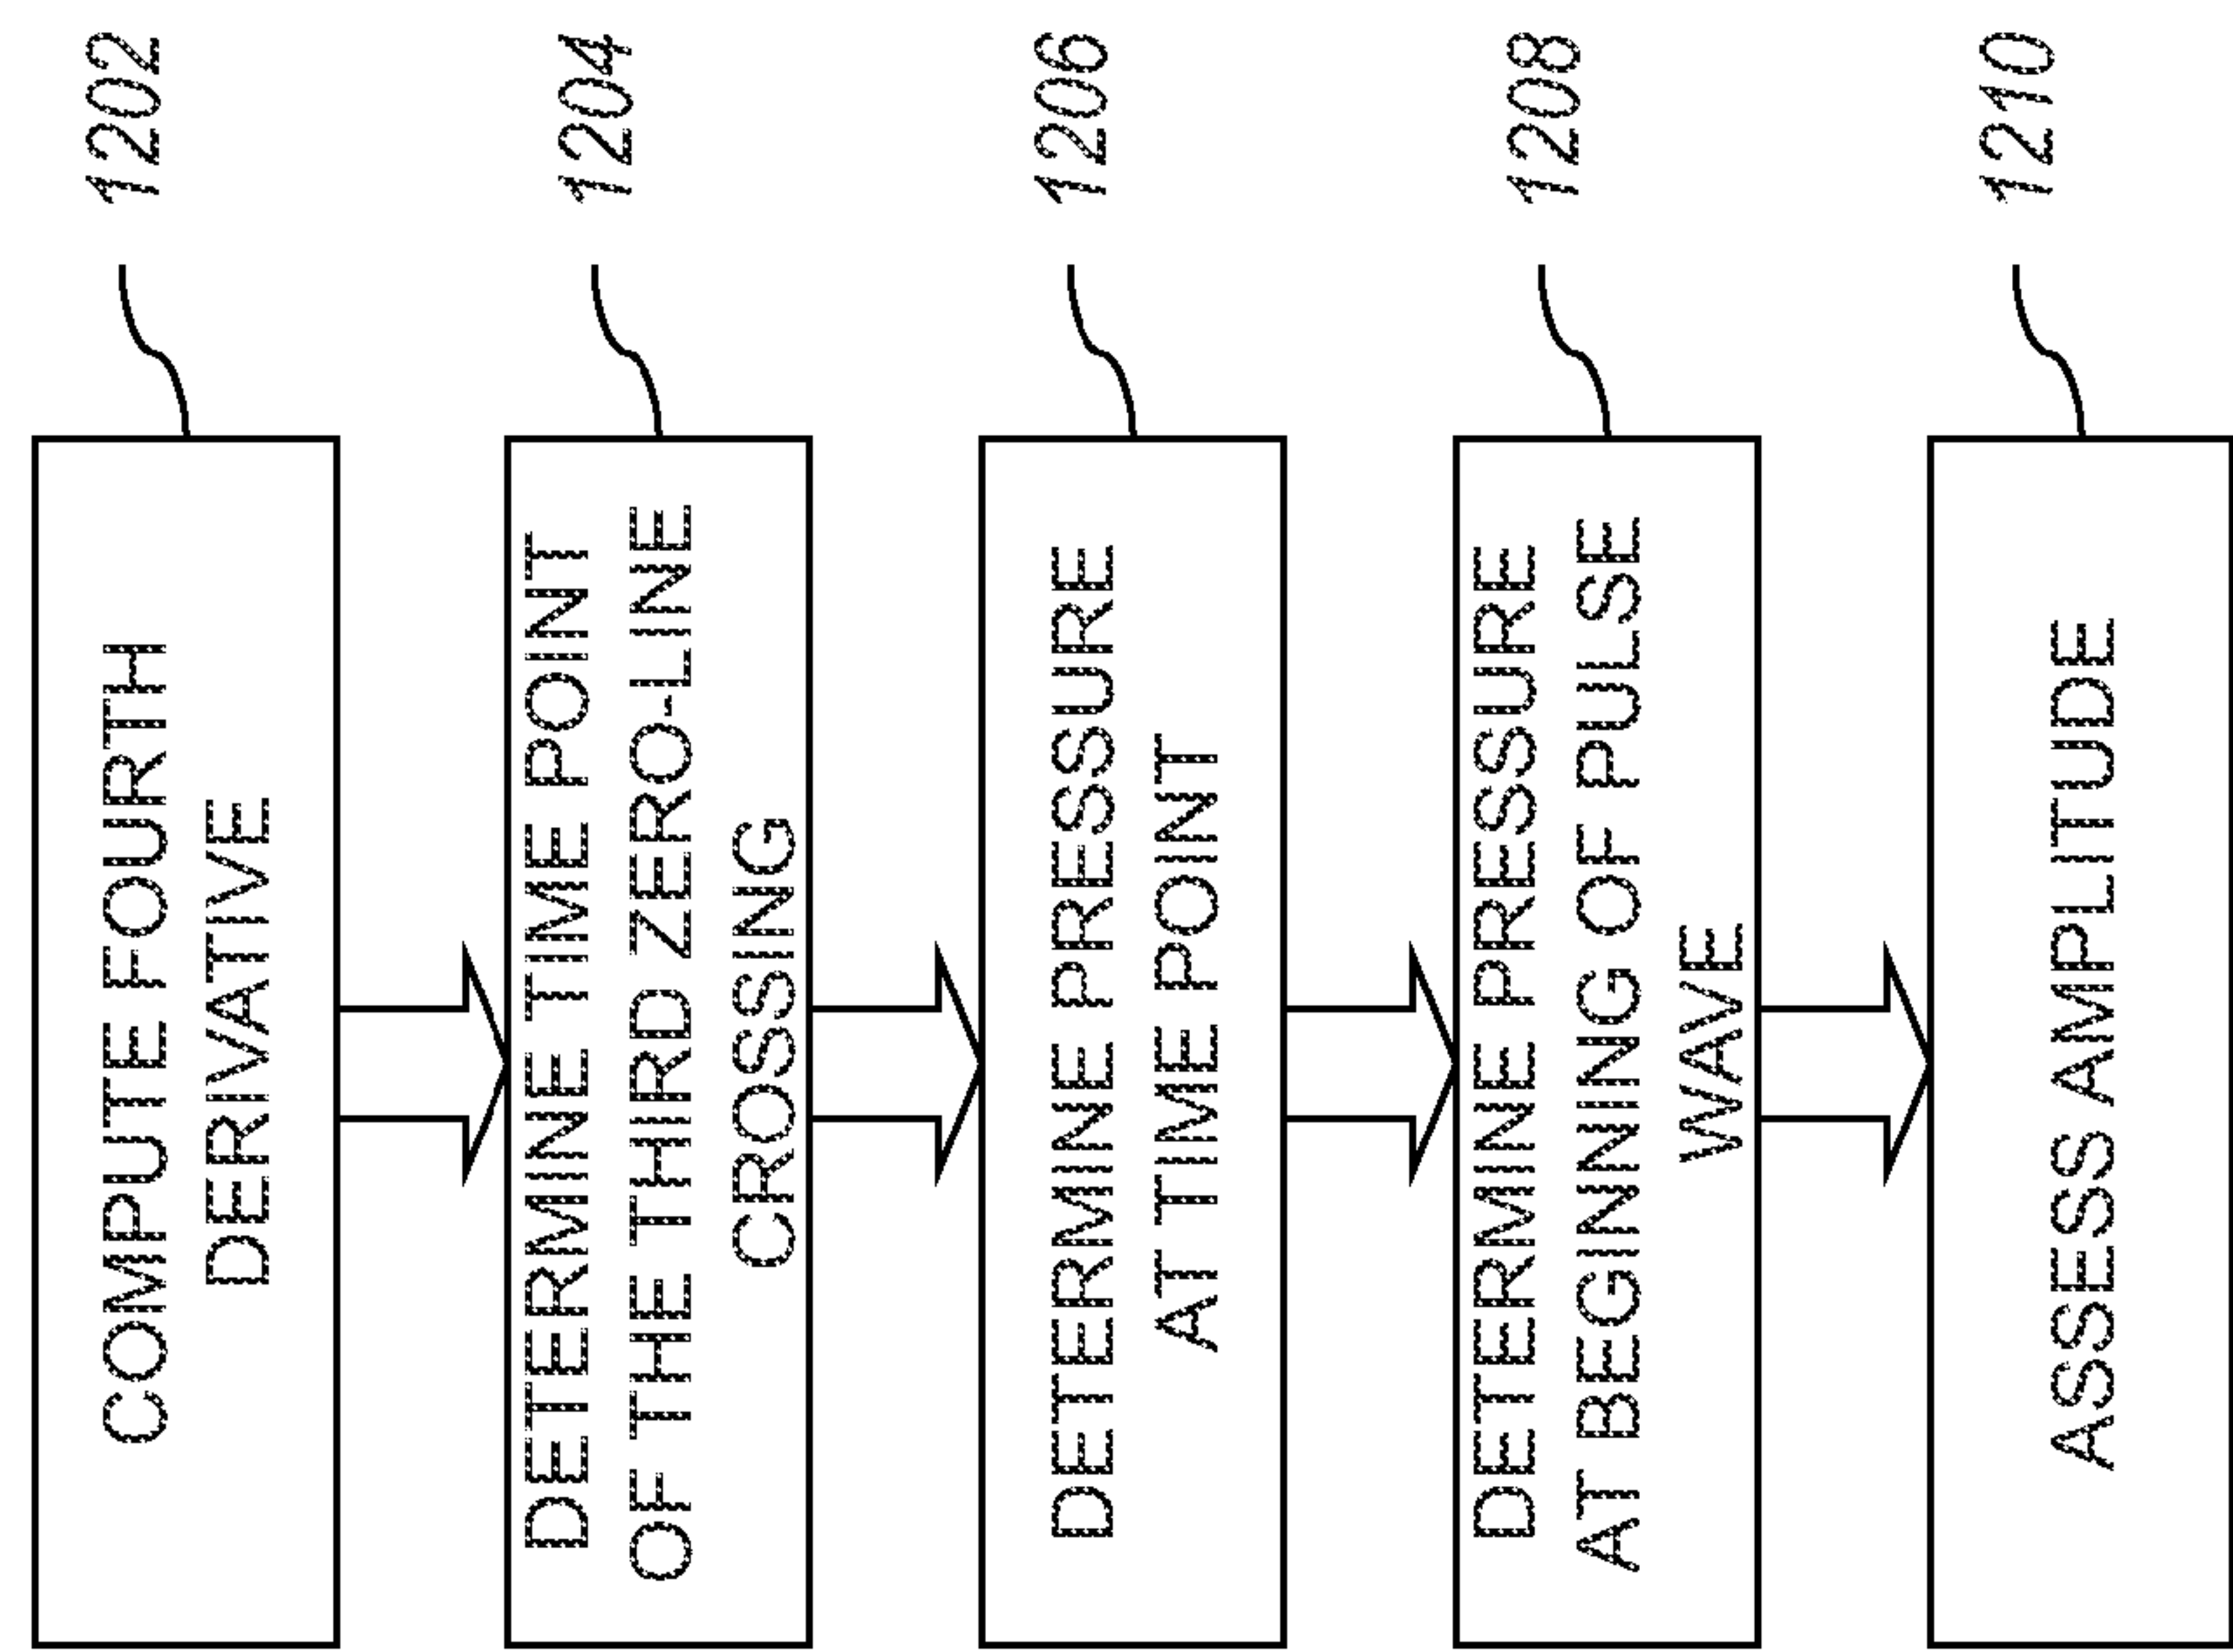 COMPUTE FOURTH
DERIVATIVE
1202
DETERMINE TIME POINT
OF THE THIRD ZERO-LINE
CROSSING
1204
DETERMINE PRESSURE
AT TIME POINT
1206
DETERMINE PRESSURE
AT BEGINNING OF PULSE
WAVE
1208
ASSESS AMPLITUDE
1210